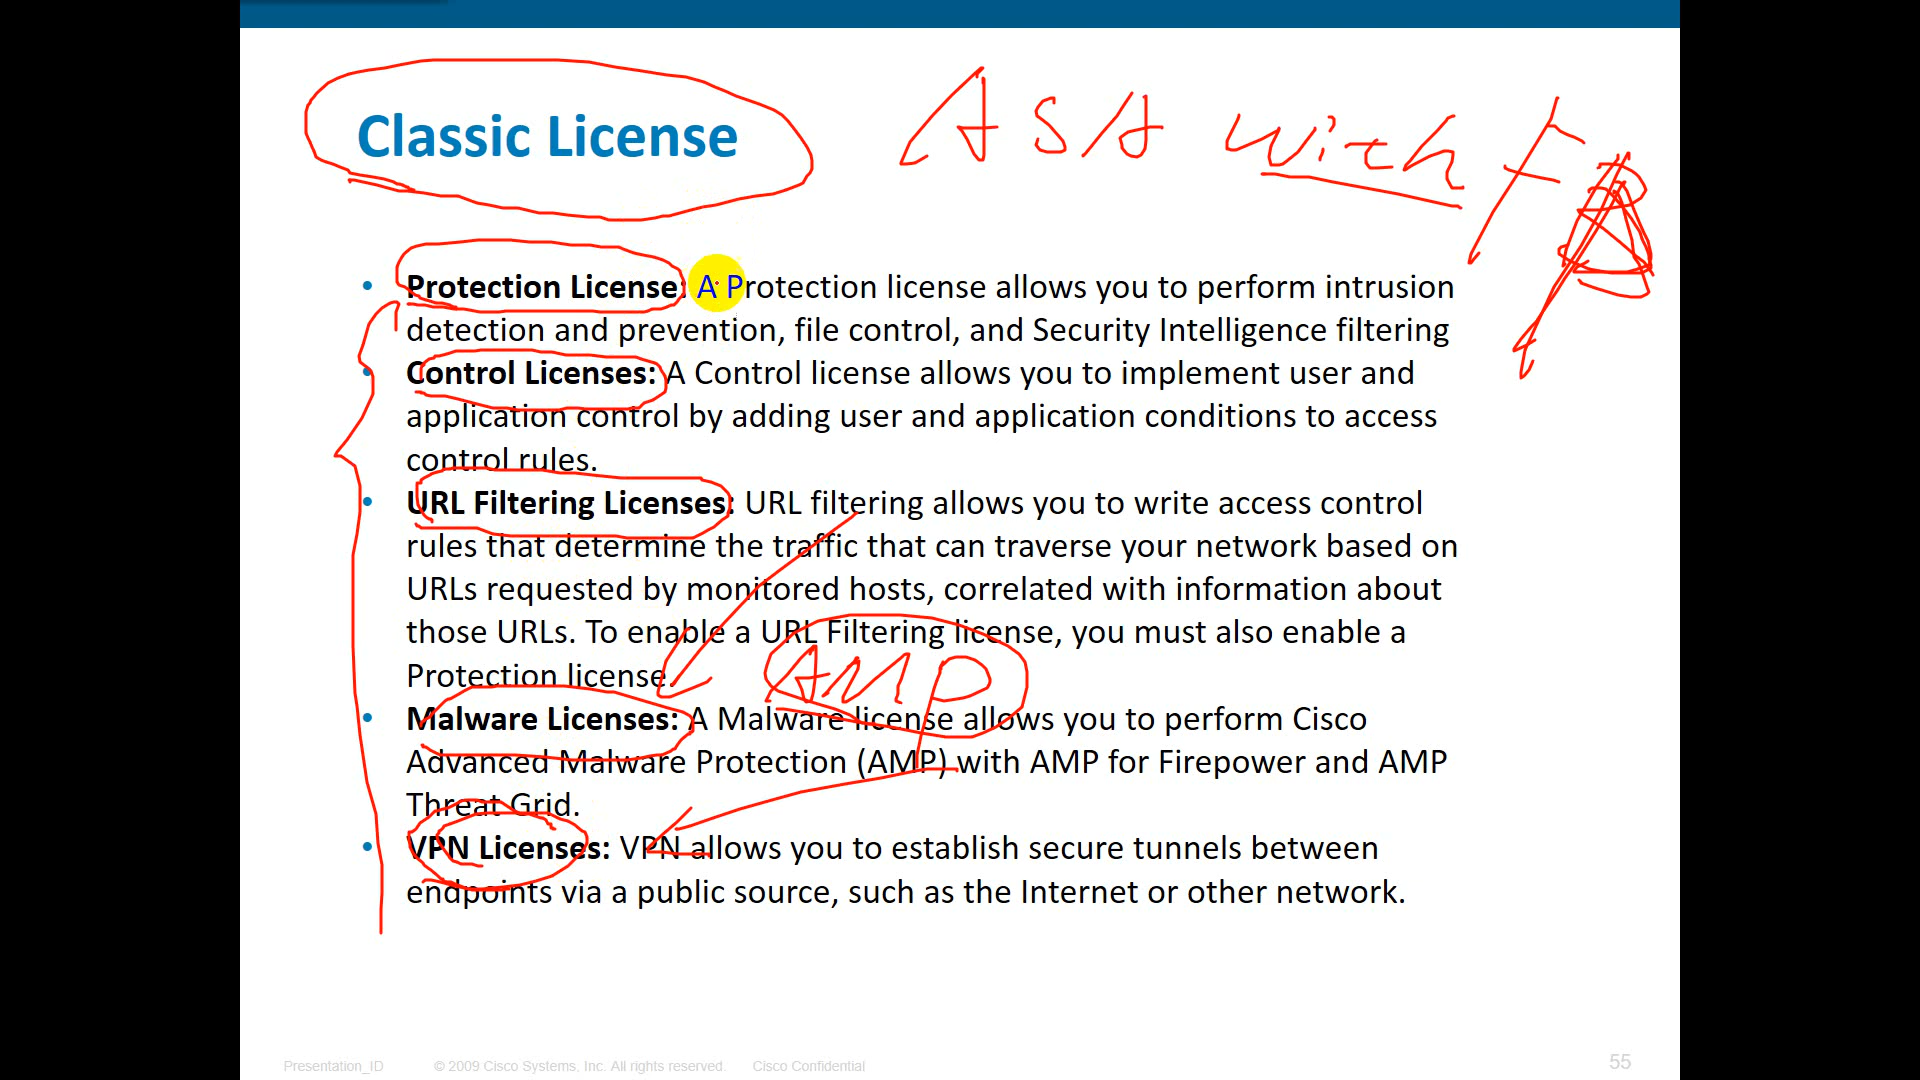 Classic License
ASA with
• Protection License: A Protection license allows you to perform intrusion
detection and prevention, file control, and Security Intelligence filtering
• Control Licenses: A Control license allows you to implement user and
application control by adding user and application conditions to access
control rules.
• URL Filtering Licenses: URL filtering allows you to write access control
rules that determine the traffic that can traverse your network based on
URLs requested by monitored hosts, correlated with information about
those URLs. To enable a URL Filtering license, you must also enable a
Protection license.
AMP
• Malware Licenses: A Malware license allows you to perform Cisco
Advanced Malware Protection (AMP) with AMP for Firepower and AMP
Threat Grid.
• VPN Licenses: VPN allows you to establish secure tunnels between
endpoints via a public source, such as the Internet or other network.
Presentation_ID © 2009 Cisco Systems, Inc. All rights reserved. Cisco Confidential 55